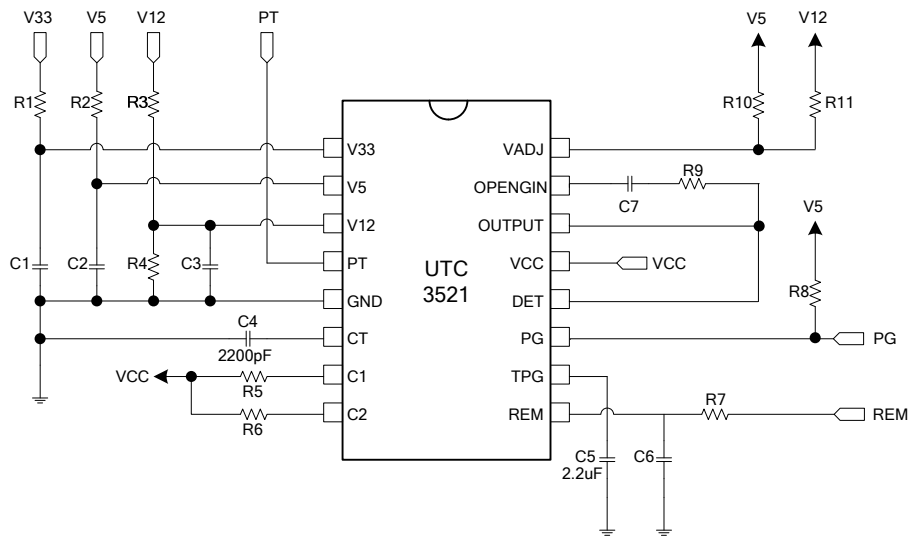 V33 V5 V12 PT V5 V12
R1 R2 R3 R10 R11
V33 VADJ
R9
V5 OPENGIN
C7
V12 OUTPUT V5
C1 C2 R4 C3 PT UTC VCC VCC
3521
R8
GND DET
C4
CT PG PG
2200pF
VCC C1 TPG
R5
R7
C2 REM REM
R6
C5 C6
2.2uF